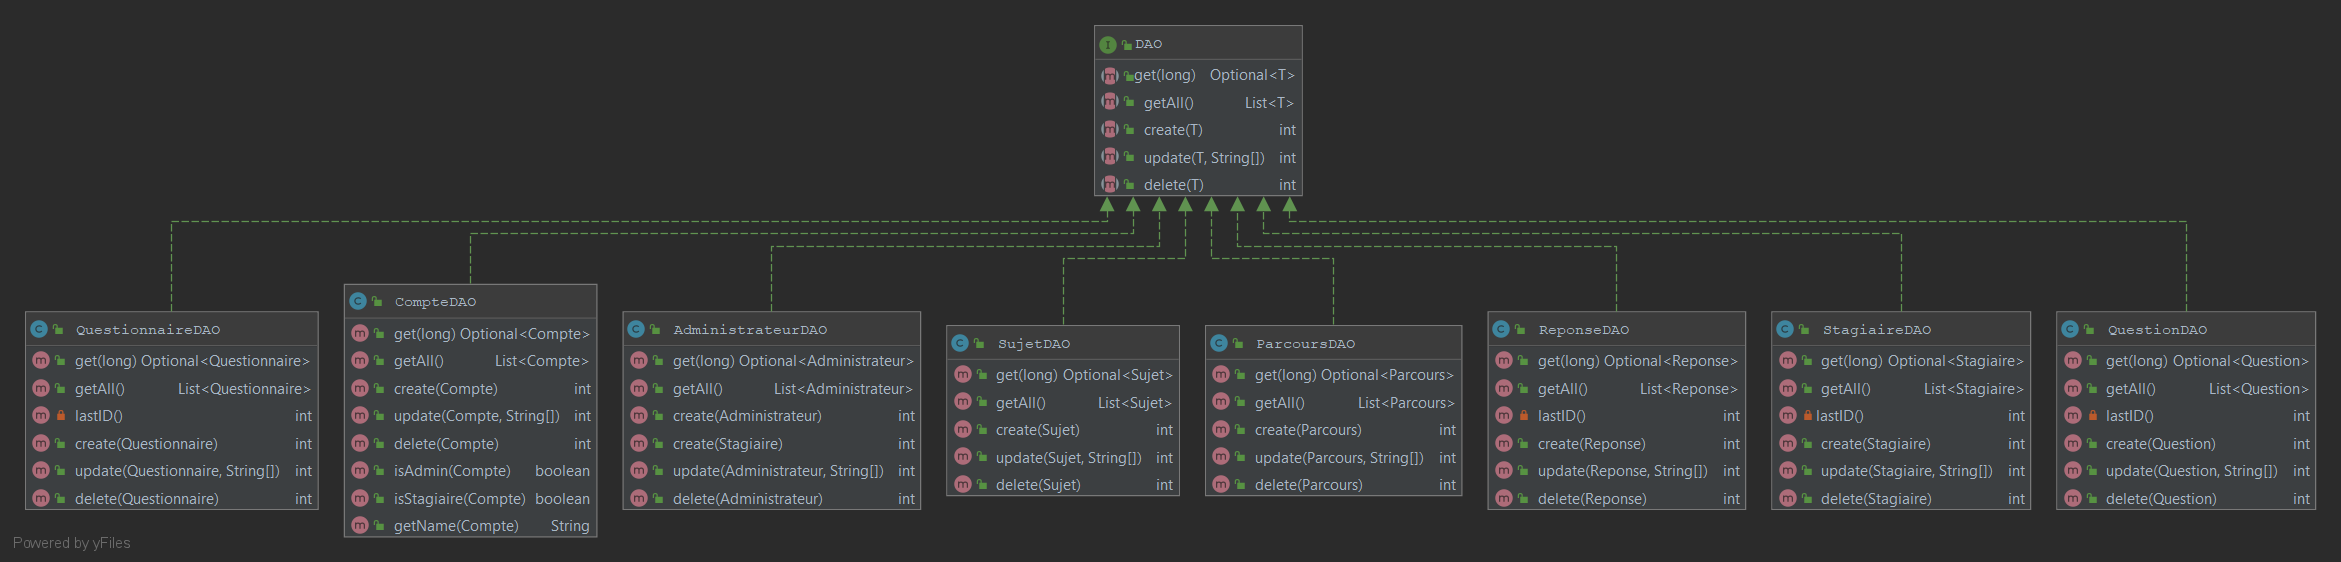 DAO
get(long) Optional<T>
getAll() List<T>
create(T) int
update(T, String[]) int
delete(T) int
QuestionnaireDAO
get(long) Optional<Questionnaire>
getAll() List<Questionnaire>
lastID() int
create(Questionnaire) int
update(Questionnaire, String[]) int
delete(Questionnaire) int
CompteDAO
get(long) Optional<Compte>
getAll() List<Compte>
create(Compte) int
update(Compte, String[]) int
delete(Compte) int
isAdmin(Compte) boolean
isStagiaire(Compte) boolean
getName(Compte) String
AdministrateurDAO
get(long) Optional<Administrateur>
getAll() List<Administrateur>
create(Administrateur) int
create(Stagiaire) int
update(Administrateur, String[]) int
delete(Administrateur) int
SujetDAO
get(long) Optional<Sujet>
getAll() List<Sujet>
create(Sujet) int
update(Sujet, String[]) int
delete(Sujet) int
ParcoursDAO
get(long) Optional<Parcours>
getAll() List<Parcours>
create(Parcours) int
update(Parcours, String[]) int
delete(Parcours) int
ReponseDAO
get(long) Optional<Reponse>
getAll() List<Reponse>
lastID() int
create(Reponse) int
update(Reponse, String[]) int
delete(Reponse) int
StagiaireDAO
get(long) Optional<Stagiaire>
getAll() List<Stagiaire>
lastID() int
create(Stagiaire) int
update(Stagiaire, String[]) int
delete(Stagiaire) int
QuestionDAO
get(long) Optional<Question>
getAll() List<Question>
lastID() int
create(Question) int
update(Question, String[]) int
delete(Question) int
Powered by yFiles